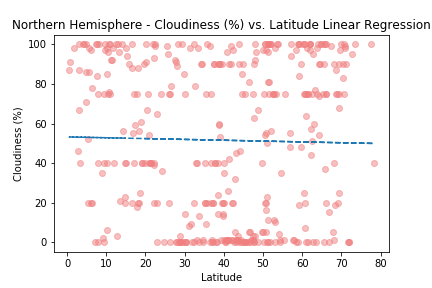 Northern Hemisphere - Cloudiness (%) vs. Latitude Linear Regression
100
80
60
40
20
0
Cloudiness (%)
0 10 20 30 40 50 60 70 80
Latitude